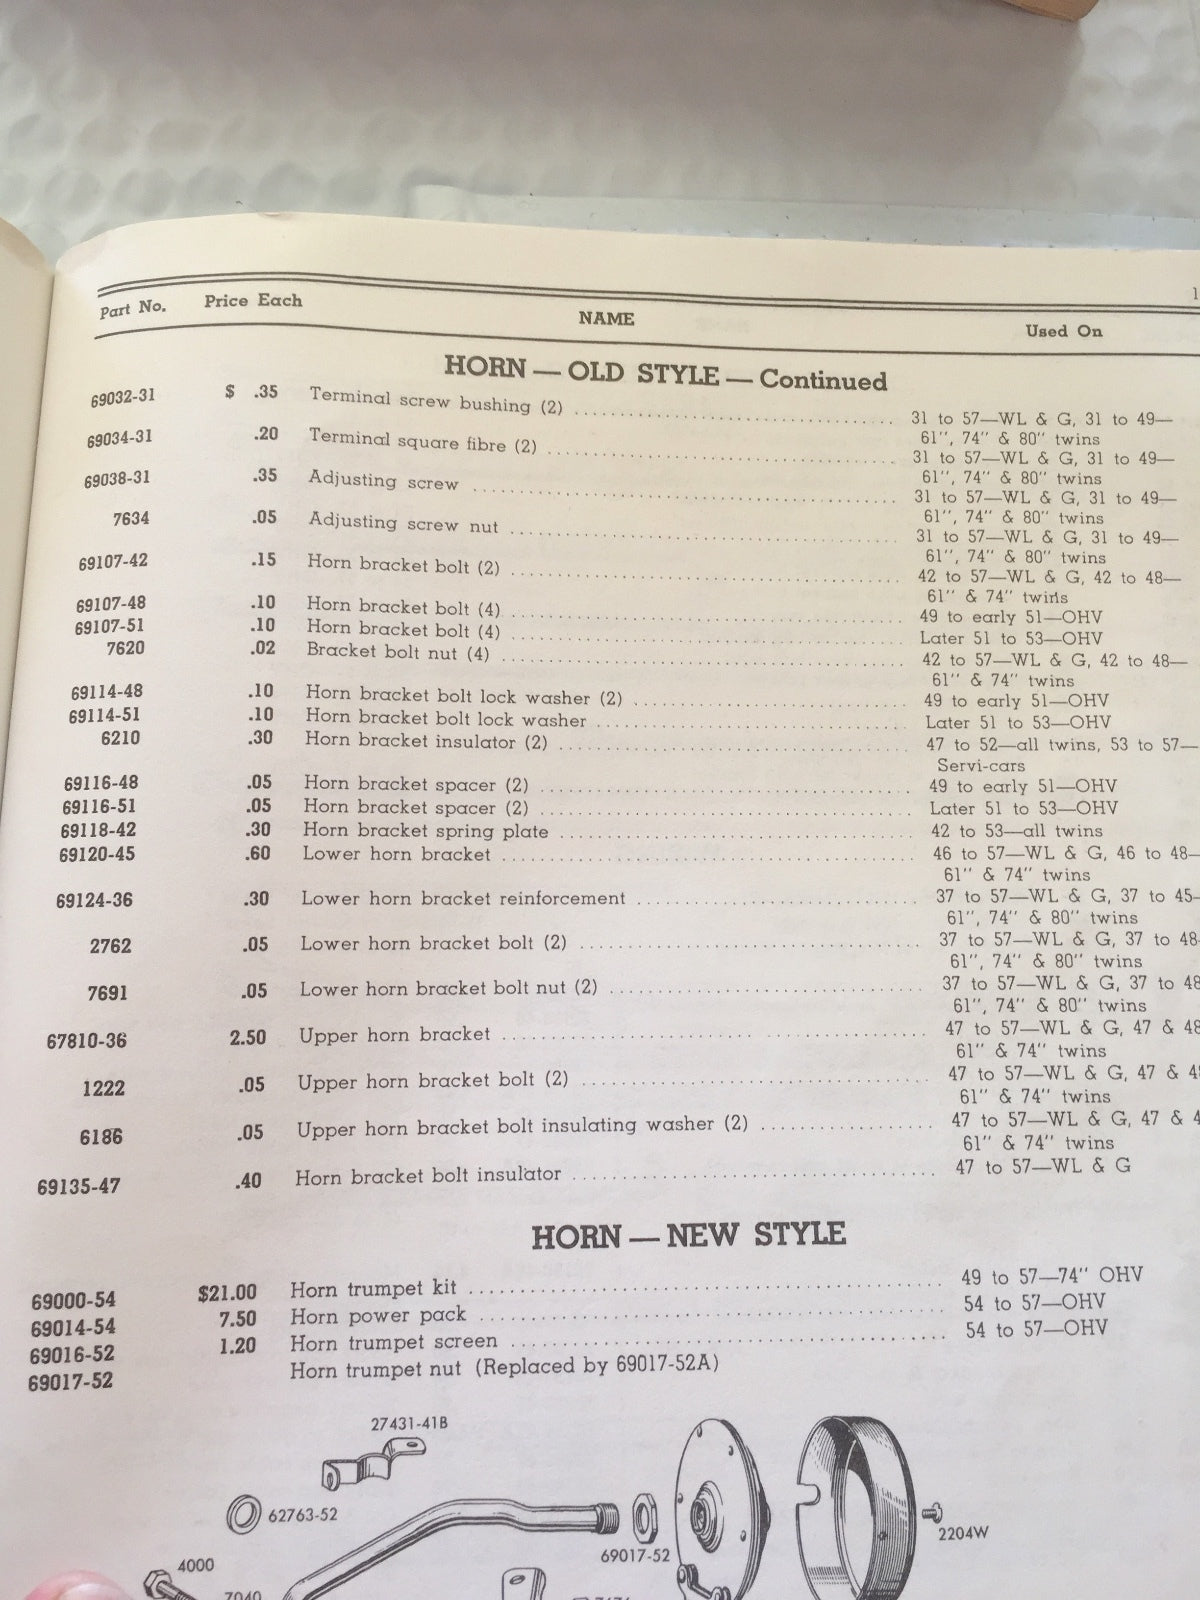 1
Part No. Price Each NAME Used On
HORN — OLD STYLE — Continued
69032-31 $ .35 Terminal screw bushing (2) 31 to 57—WL & G, 31 to 49—
61", 74" & 80" twins
69034-31 .20 Terminal square fibre (2) 31 to 57—WL & G, 31 to 49—
61", 74" & 80" twins
69038-31 .35 Adjusting screw 31 to 57—WL & G, 31 to 49—
61", 74" & 80" twins
7634 .05 Adjusting screw nut 31 to 57—WL & G, 31 to 49—
61", 74" & 80" twins
69107-42 .15 Horn bracket bolt (2) 42 to 57—WL & G, 42 to 48—
61" & 74" twins
69107-48 .10 Horn bracket bolt (4) 49 to early 51—OHV
69107-51 .10 Horn bracket bolt (4) Later 51 to 53—OHV
7620 .02 Bracket bolt nut (4) 42 to 57—WL & G, 42 to 48—
61" & 74" twins
69114-48 .10 Horn bracket bolt lock washer (2) 49 to early 51—OHV
69114-51 .10 Horn bracket bolt lock washer Later 51 to 53—OHV
6210 .30 Horn bracket insulator (2) 47 to 52—all twins, 53 to 57—
Servi-cars
69116-48 .05 Horn bracket spacer (2) 49 to early 51—OHV
69116-51 .05 Horn bracket spacer (2) Later 51 to 53—OHV
69118-42 .30 Horn bracket spring plate 42 to 53—all twins
69120-45 .60 Lower horn bracket 46 to 57—WL & G, 46 to 48—
61" & 74" twins
69124-36 .30 Lower horn bracket reinforcement 37 to 57—WL & G, 37 to 45-
61", 74" & 80" twins
2762 .05 Lower horn bracket bolt (2) 37 to 57—WL & G, 37 to 48-
61", 74" & 80" twins
7691 .05 Lower horn bracket bolt nut (2) 37 to 57—WL & G, 37 to 48
61", 74" & 80" twins
67810-36 2.50 Upper horn bracket 47 to 57—WL & G, 47 & 48
61" & 74" twins
1222 .05 Upper horn bracket bolt (2) 47 to 57—WL & G, 47 & 4
61" & 74" twins
6186 .05 Upper horn bracket bolt insulating washer (2) 47 to 57—WL & G, 47 & 4
61" & 74" twins
69135-47 .40 Horn bracket bolt insulator 47 to 57—WL & G
HORN — NEW STYLE
69000-54 $21.00 Horn trumpet kit 49 to 57—74" OHV
69014-54 7.50 Horn power pack 54 to 57—OHV
69016-52 1.20 Horn trumpet screen 54 to 57—OHV
69017-52 Horn trumpet nut (Replaced by 69017-52A)
27431-41B
62763-52
2204W
69017-52
4000
7040